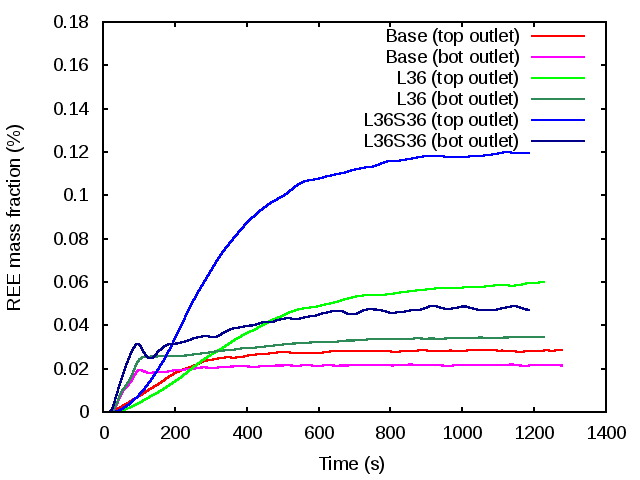 0.18
0.16
0.14
0.12
0.1
0.08
0.06
0.04
0.02
0
REE mass fraction (%)
Base (top outlet)
Base (bot outlet)
L36 (top outlet)
L36 (bot outlet)
L36S36 (top outlet)
L36S36 (bot outlet)
0 200 400 600 800 1000 1200 1400
Time (s)